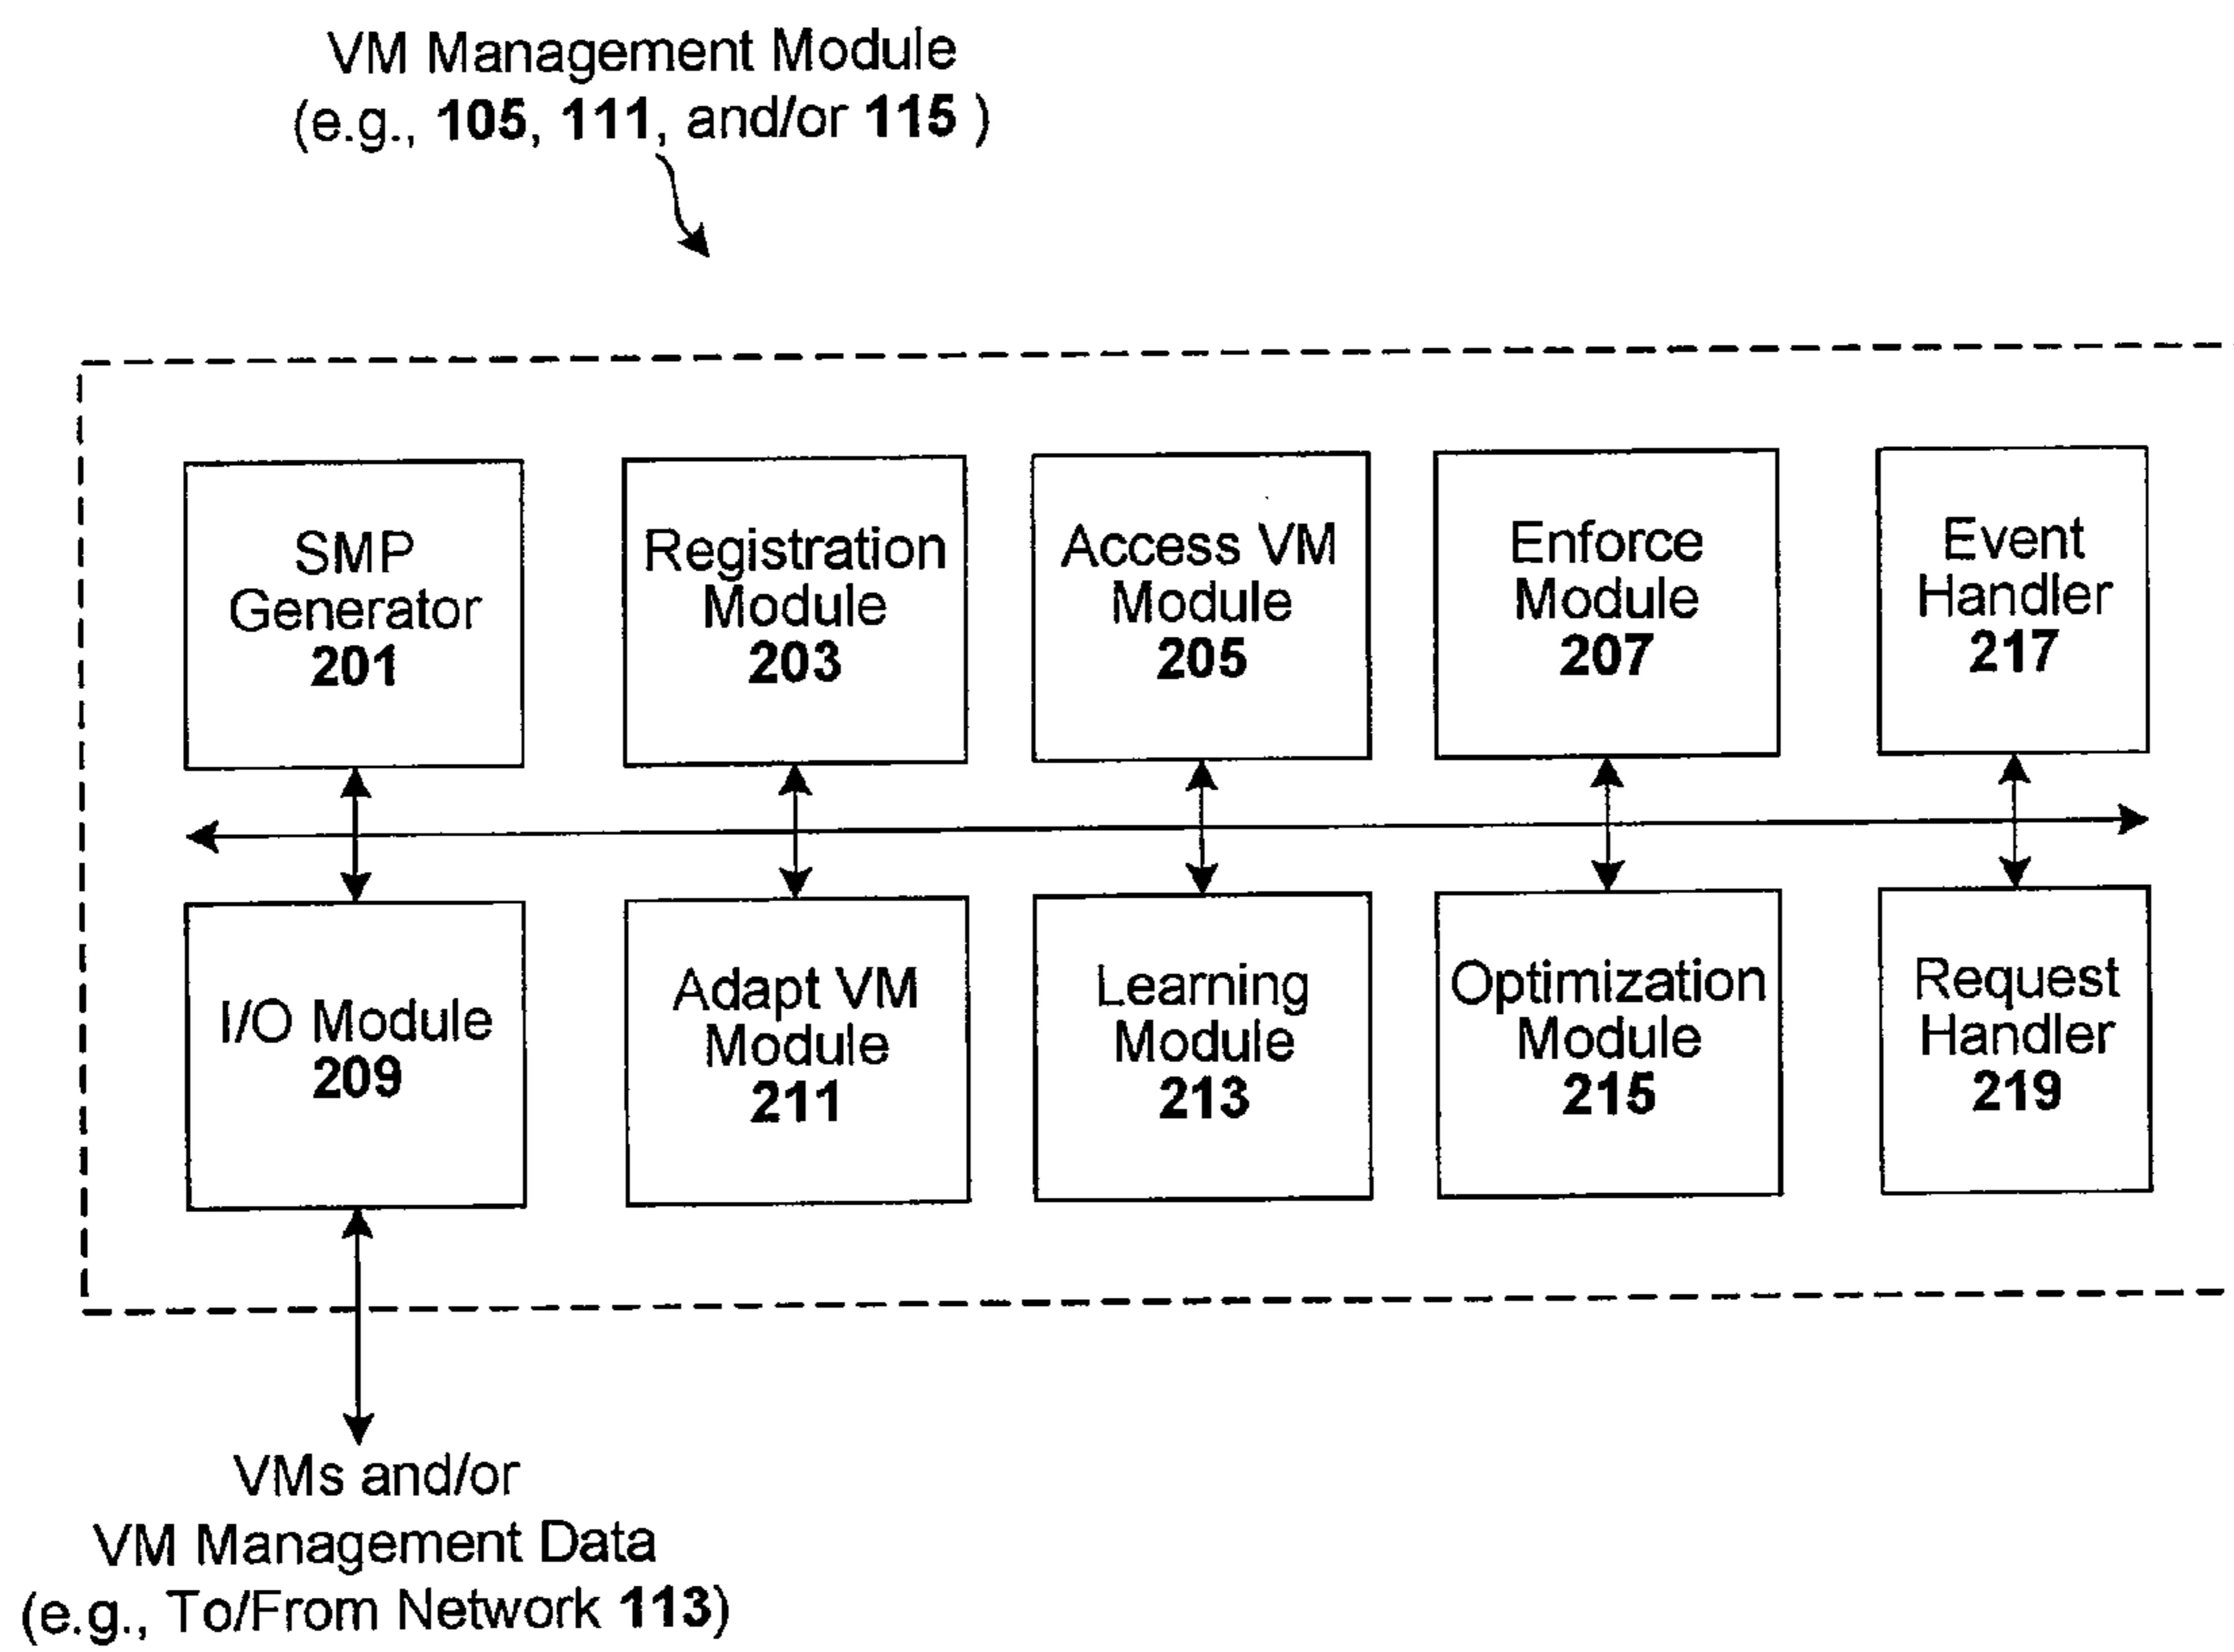 VM Management Module
(e.g., 105, 111, and/or 115 )
SMP
Generator
201
Registration
Module
203
Access VM
Module
205
Enforce
Module
207
Event
Handler
217
I/O Module
209
Adapt VM
Module
211
Learning
Module
213
Optimization
Module
215
Request
Handler
219
VMs and/or
VM Management Data
(e.g., To/From Network 113)